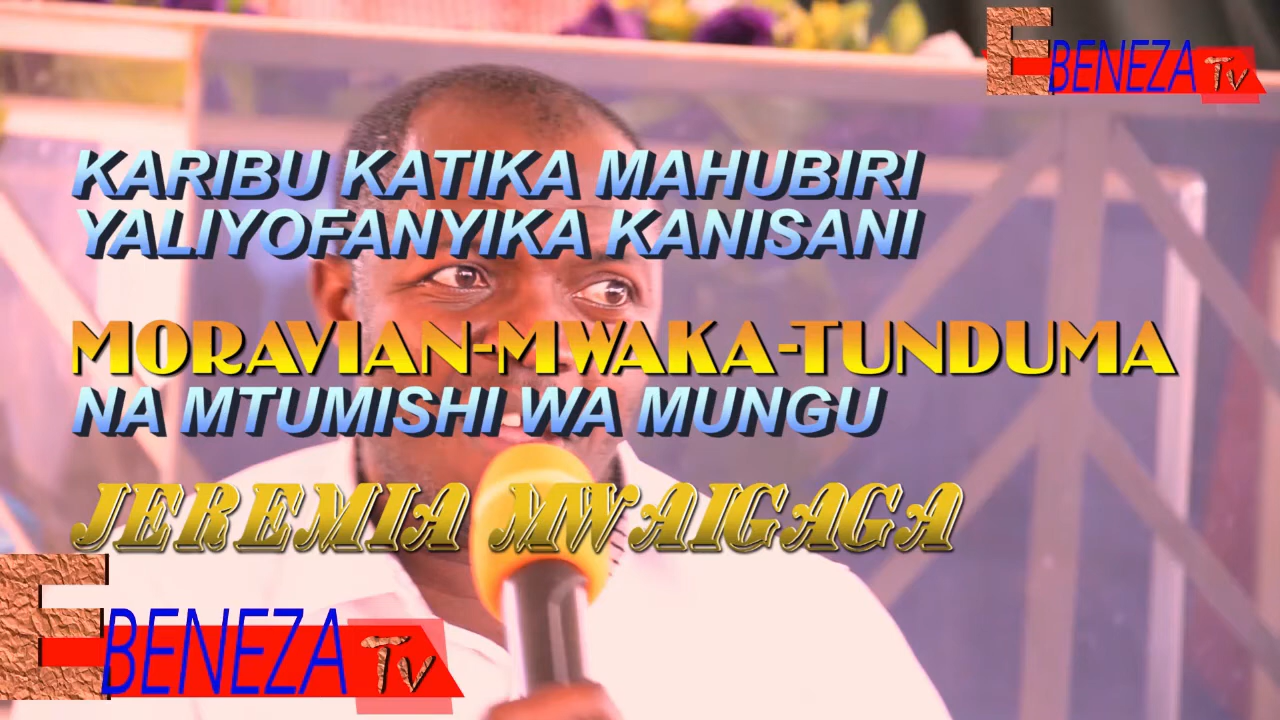 EBENEZA Tv
KARIBU KATIKA MAHUBIRI
YALIYOFANYIKA KANISANI
MORAVIAN-MWAKA-TUNDUMA
NA MTUMISHI WA MUNGU
JEREMIA MWAIGAGA
EBENEZA Tv